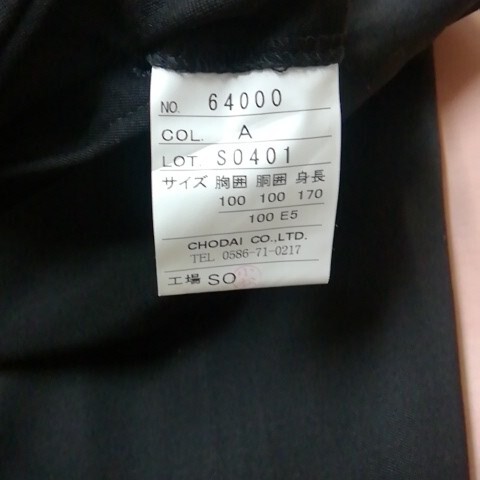 NO. 64000
COL. A
LOT. S0401
サイズ 胸囲 胴囲 身長
100 100 170
100 E5
CHODAI CO.,LTD.
TEL 0586-71-0217
工場 SO